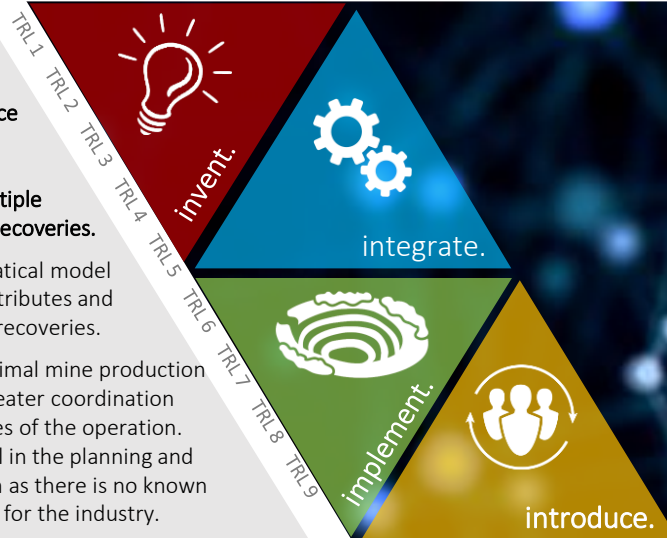 TRL 1
TRL 2
TRL 3
TRL 4
TRL 5
TRL 6
TRL 7
TRL 8
TRL 9
invent.
integrate.
implement.
introduce.
ce
tiple
ecoveries.
atical model
tributes and
recoveries.
imal mine production
eater coordination
es of the operation.
l in the planning and
n as there is no known
for the industry.